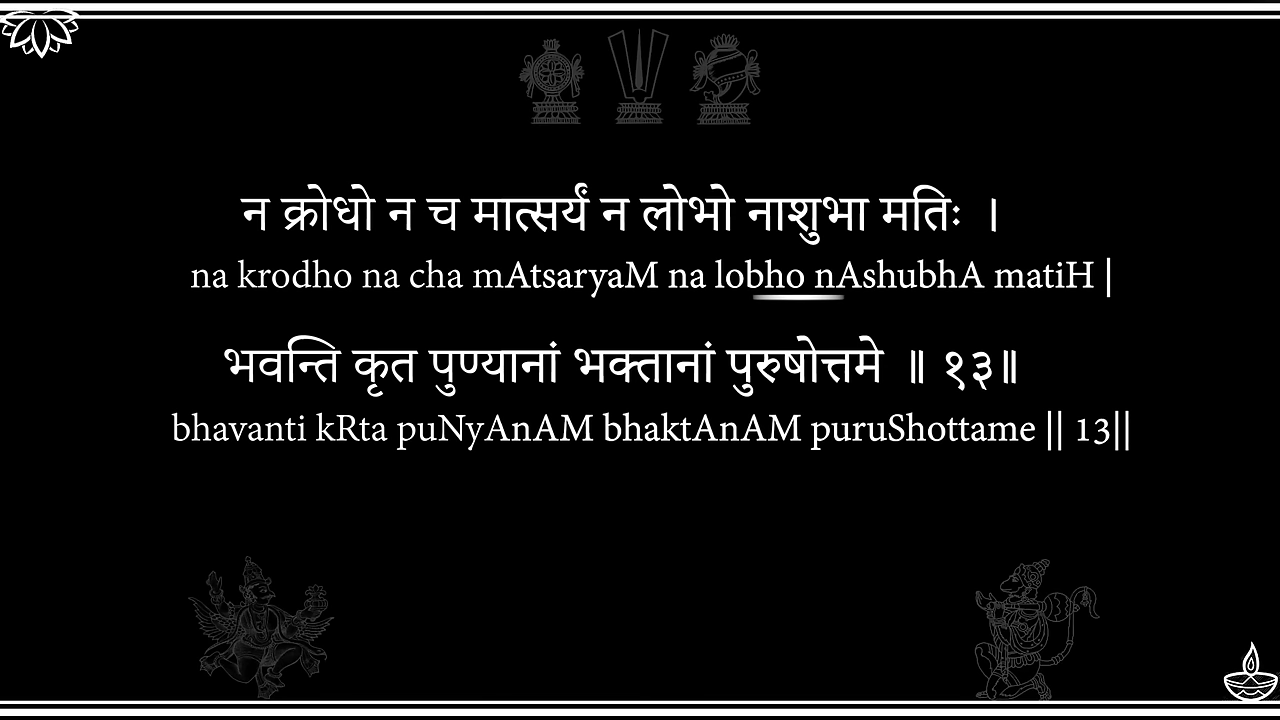 न क्रोधो न च मात्सर्यं न लोभो नाशुभा मतिः ।
na krodho na cha mAtsaryaM na lobho nAshubhA matiH |
भवन्ति कृत पुण्यानां भक्तानां पुरुषोत्तमे ॥ १३॥
bhavanti kRta puNyAnAM bhaktAnAM puruShottame || 13||